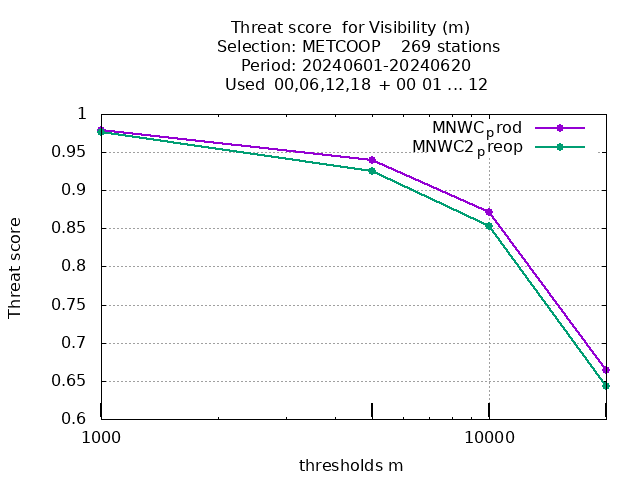 Threat score  for Visibility (m)
Selection: METCOOP    269 stations
Period: 20240601-20240620
Used  00,06,12,18 + 00 01 ... 12
MNWC_prod
MNWC2_preop
1
0.95
0.9
0.85
0.8
0.75
0.7
0.65
0.6
Threat score
1000
10000
thresholds m